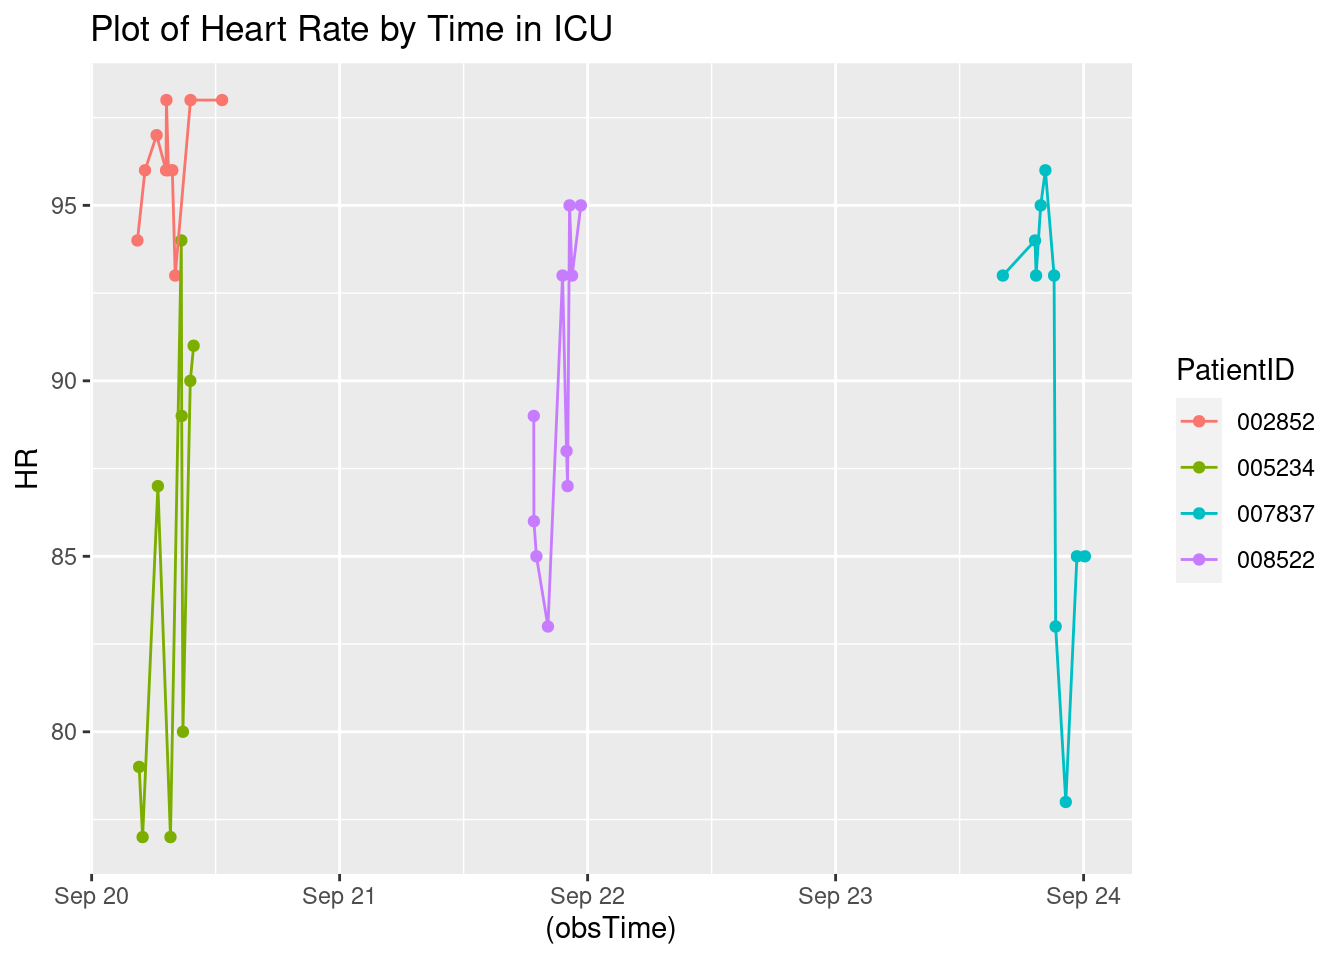 Plot of Heart Rate by Time in ICU
95
90
85
80
HR
Sep 20 Sep 21 Sep 22 Sep 23 Sep 24
(obsTime)
PatientID
002852
005234
007837
008522